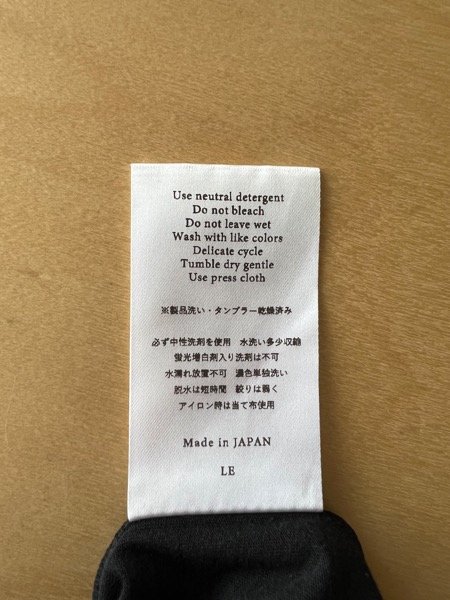 Use neutral detergent
Do not bleach
Do not leave wet
Wash with like colors
Delicate cycle
Tumble dry gentle
Use press cloth
※製品洗い・タンブラー乾燥済み
必ず中性洗剤を使用　水洗い多少収縮
蛍光増白剤入り洗剤は不可
水濡れ放置不可　濃色単独洗い
脱水は短時間　絞りは弱く
アイロン時は当て布使用
Made in JAPAN
LE